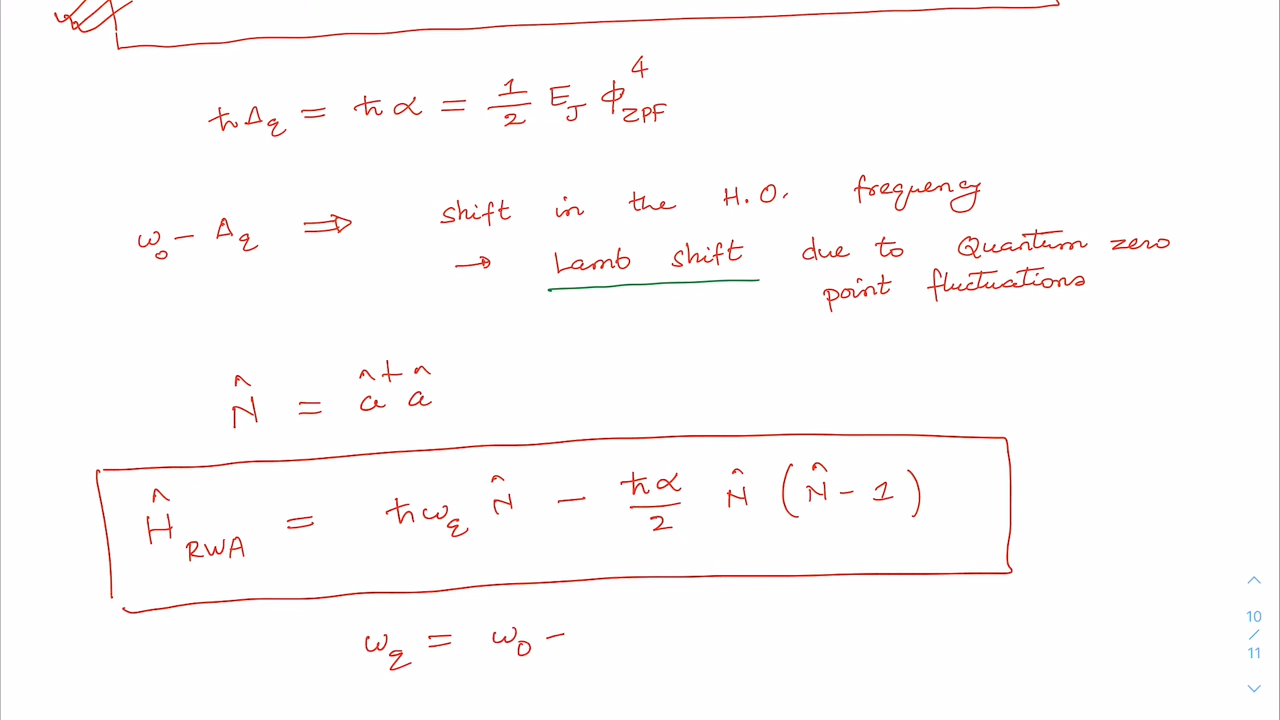 ħΔ_q = ħα = 1/2 E_J ϕ_ZPF^4
ω_0 - Δ_q ⇒ shift in the H.O. frequency
→ Lamb shift due to Quantum zero
point fluctuations
N̂ = â^† â
Ĥ_RWA = ħω_q N̂ - ħα/2 N̂ (N̂ - 1)
ω_q = ω_0 -
10
/
11